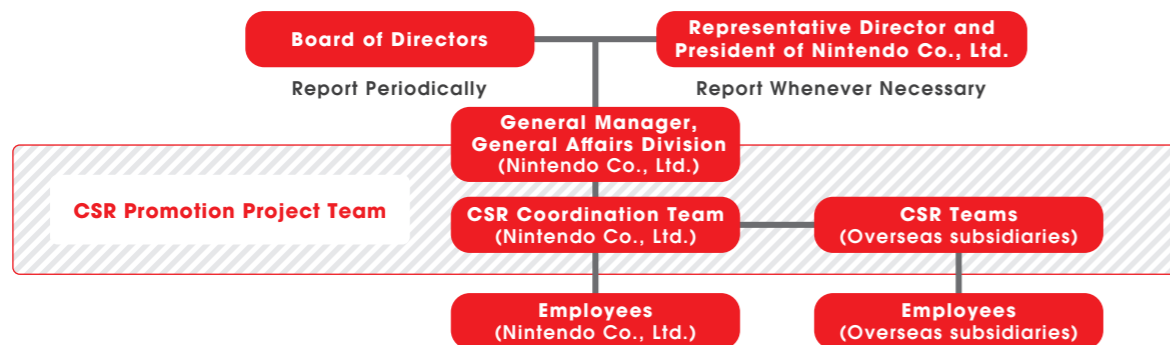 Board of Directors
Representative Director and
President of Nintendo Co., Ltd.
Report Periodically
Report Whenever Necessary
General Manager,
General Affairs Division
(Nintendo Co., Ltd.)
CSR Promotion Project Team
CSR Coordination Team
(Nintendo Co., Ltd.)
CSR Teams
(Overseas subsidiaries)
Employees
(Nintendo Co., Ltd.)
Employees
(Overseas subsidiaries)